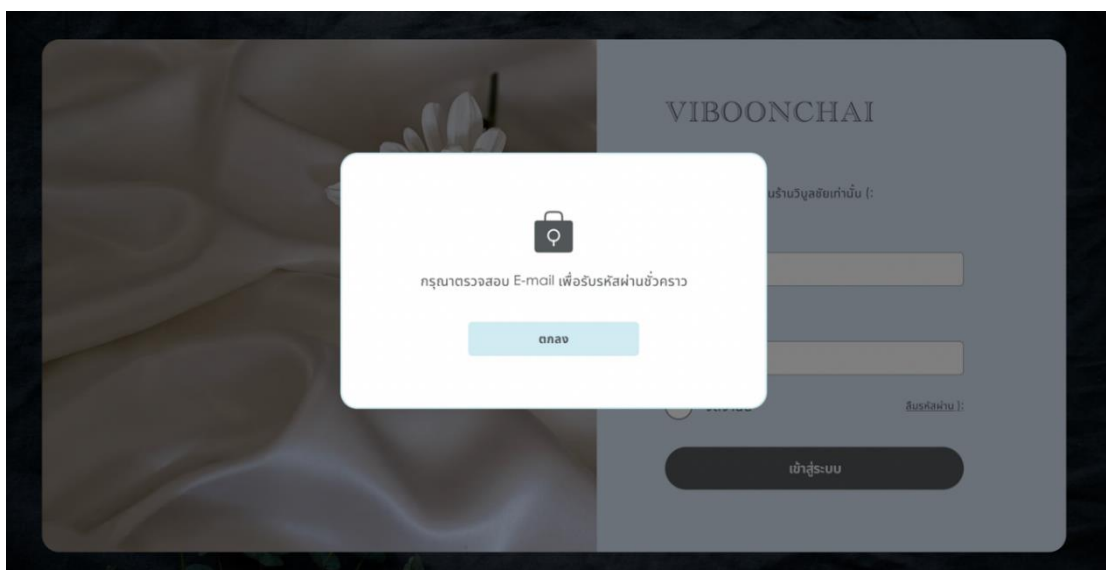 VIBOONCHAI
นร้านวิบูลชัยเท่านั้น (:
กรุณาตรวจสอบ E-mail เพื่อรับรหัสผ่านชั่วคราว
ตกลง
ลืมรหัสผ่าน ):
เข้าสู่ระบบ